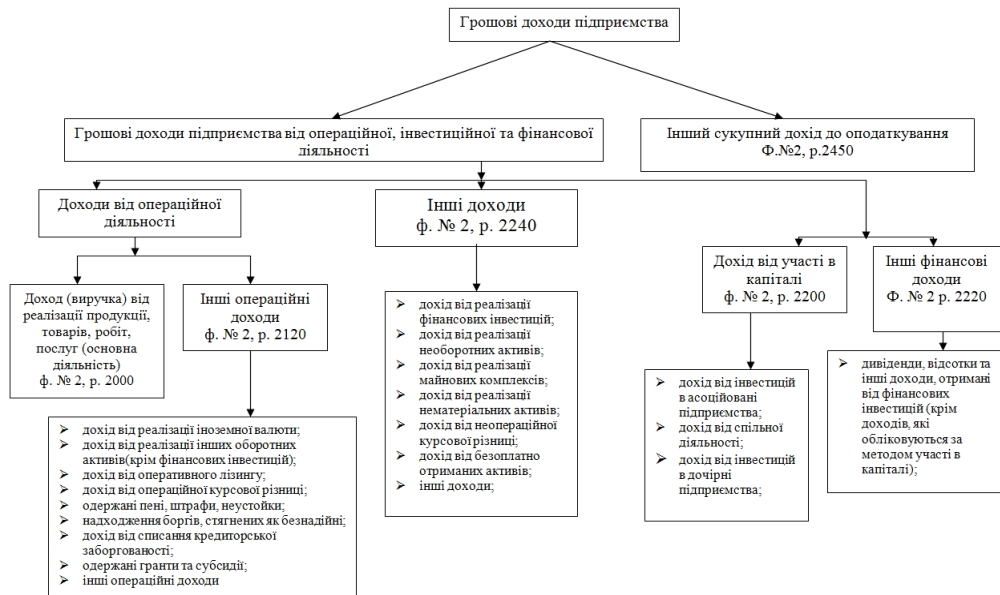 Грошові доходи підприємства
Грошові доходи підприємства від операційної, інвестиційної та фінансової
діяльності
Інший сукупний дохід до оподаткування
Ф.№2, р.2450
Доходи від операційної
діяльності
Інші доходи
ф. № 2, р. 2240
Дохід від участі в
капіталі
ф. № 2, р. 2200
Інші фінансові
доходи
Ф. № 2 р. 2220
Доход (виручка) від
реалізації продукції,
товарів, робіт,
послуг (основна
діяльність)
ф. № 2, р. 2000
Інші операційні
доходи
ф. № 2, р. 2120
➢ дохід від реалізації
фінансових інвестицій;
➢ дохід від реалізації
необоротних активів;
➢ дохід від реалізації
майнових комплексів;
➢ дохід від реалізації
нематеріальних активів;
➢ дохід від неопераційної
курсової різниці;
➢ дохід від безоплатно
отриманих активів;
➢ інші доходи;
➢ дохід від інвестицій
в асоційовані
підприємства;
➢ дохід від спільної
діяльності;
➢ дохід від інвестицій
в дочірні
підприємства;
➢ дивіденди, відсотки та
інші доходи, отримані
від фінансових
інвестицій (крім
доходів, які
обліковуються за
методом участі в
капіталі);
➢ дохід від реалізації іноземної валюти;
➢ дохід від реалізації інших оборотних
активів(крім фінансових інвестицій);
➢ дохід від оперативного лізингу;
➢ дохід від операційної курсової різниці;
➢ одержані пені, штрафи, неустойки;
➢ надходження боргів, стягнених як безнадійні;
➢ дохід від списання кредиторської
заборгованості;
➢ одержані гранти та субсидії;
➢ інші операційні доходи